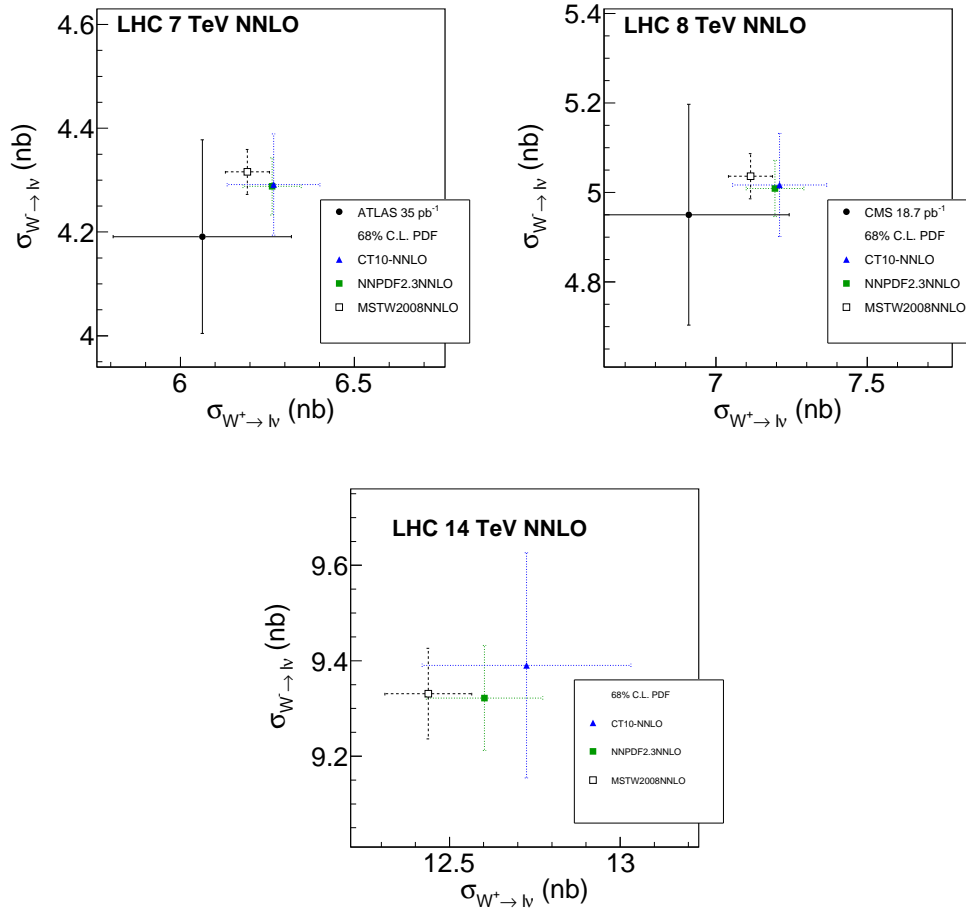 LHC 7 TeV NNLO
4.6
4.4
4.2
4
σW-→ lν (nb)
ATLAS 35 pb-1
68% C.L. PDF
CT10-NNLO
NNPDF2.3NNLO
MSTW2008NNLO
6
6.5
σW+→ lν (nb)
LHC 8 TeV NNLO
5.4
5.2
5
4.8
σW-→ lν (nb)
CMS 18.7 pb-1
68% C.L. PDF
CT10-NNLO
NNPDF2.3NNLO
MSTW2008NNLO
7
7.5
σW+→ lν (nb)
LHC 14 TeV NNLO
9.6
9.4
9.2
σW-→ lν (nb)
68% C.L. PDF
CT10-NNLO
NNPDF2.3NNLO
MSTW2008NNLO
12.5
13
σW+→ lν (nb)